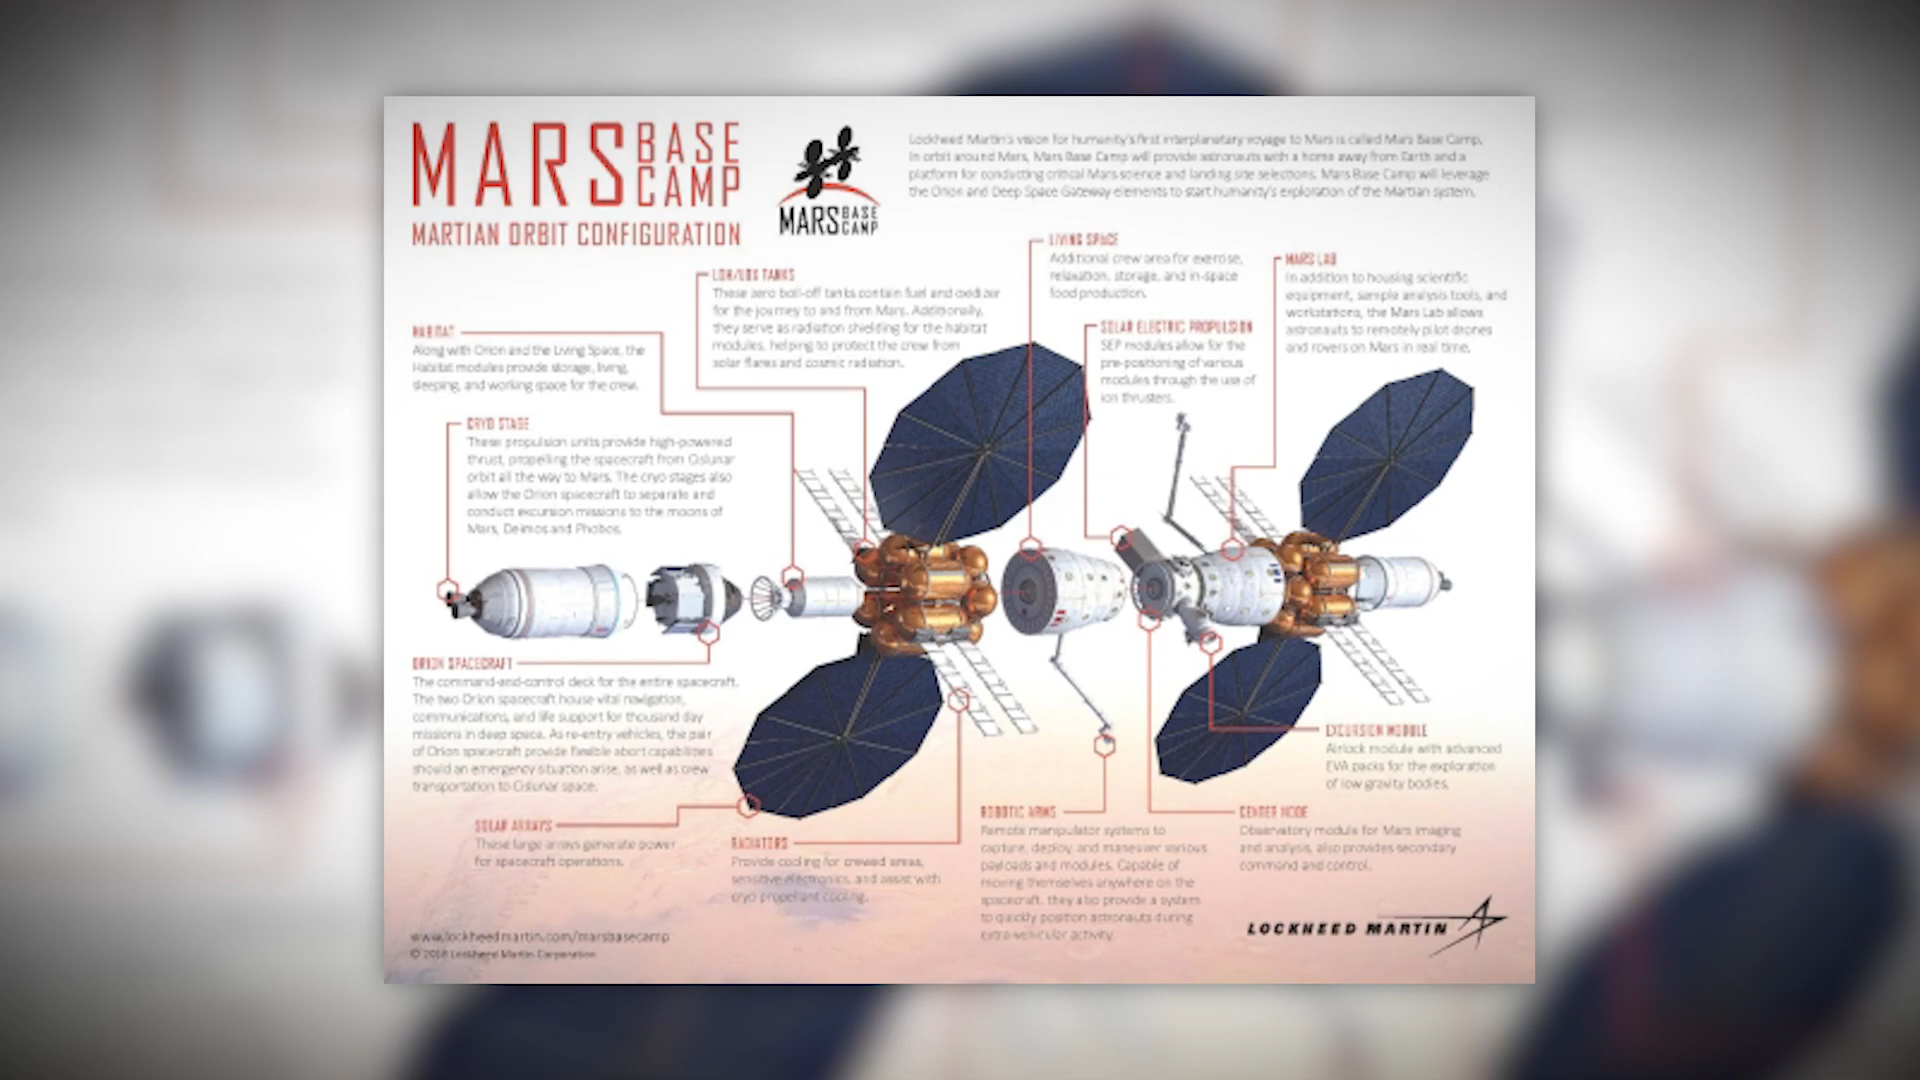 MARS BASE CAMP
MARTIAN ORBIT CONFIGURATION
MARS BASE CAMP
Lockheed Martin's vision for humanity's first interplanetary voyage to Mars is called Mars Base Camp.
In orbit around Mars, Mars Base Camp will provide astronauts with a home away from Earth and a
platform for conducting critical Mars science and landing site selections. Mars Base Camp will leverage
the Orion and Deep Space Gateway elements to start humanity's exploration of the Martian system.
LIVING SPACE
Additional crew area for exercise,
relaxation, storage, and in-space
food production.
MARS LAB
In addition to housing scientific
equipment, sample analysis tools, and
workstations, the Mars Lab allows
astronauts to remotely pilot drones
and rovers on Mars in real time.
LOH/LOX TANKS
These zero boil-off tanks contain fuel and oxidizer
for the journey to and from Mars. Additionally,
they serve as radiation shielding for the habitat
modules, helping to protect the crew from
solar flares and cosmic radiation.
SOLAR ELECTRIC PROPULSION
SEP modules allow for the
pre-positioning of various
modules through the use of
ion thrusters.
HABITAT
Along with Orion and the Living Space, the
Habitat modules provide storage, living,
sleeping, and working space for the crew.
CRYO STAGE
These propulsion units provide high-powered
thrust, propelling the spacecraft from Cislunar
orbit all the way to Mars. The cryo stages also
allow the Orion spacecraft to separate and
conduct excursion missions to the moons of
Mars, Deimos and Phobos.
ORION SPACECRAFT
The command-and-control deck for the entire spacecraft.
The two Orion spacecraft house vital navigation,
communications, and life support for thousand day
missions in deep space. As re-entry vehicles, the pair
of Orion spacecraft provide flexible abort capabilities
should an emergency situation arise, as well as crew
transportation to Cislunar space.
EXCURSION MODULE
Airlock module with advanced
EVA packs for the exploration
of low gravity bodies.
SOLAR ARRAYS
These large arrays generate power
for spacecraft operations.
RADIATORS
Provide cooling for crewed areas,
sensitive electronics, and assist with
cryo propellant cooling.
ROBOTIC ARMS
Remote manipulator systems to
capture, deploy, and maneuver various
payloads and modules. Capable of
moving themselves anywhere on the
spacecraft, they also provide a system
to quickly position astronauts during
extra-vehicular activity.
CENTER NODE
Observatory module for Mars imaging
and analysis, also provides secondary
command and control.
LOCKHEED MARTIN
www.lockheedmartin.com/marsbasecamp
© 2018 Lockheed Martin Corporation